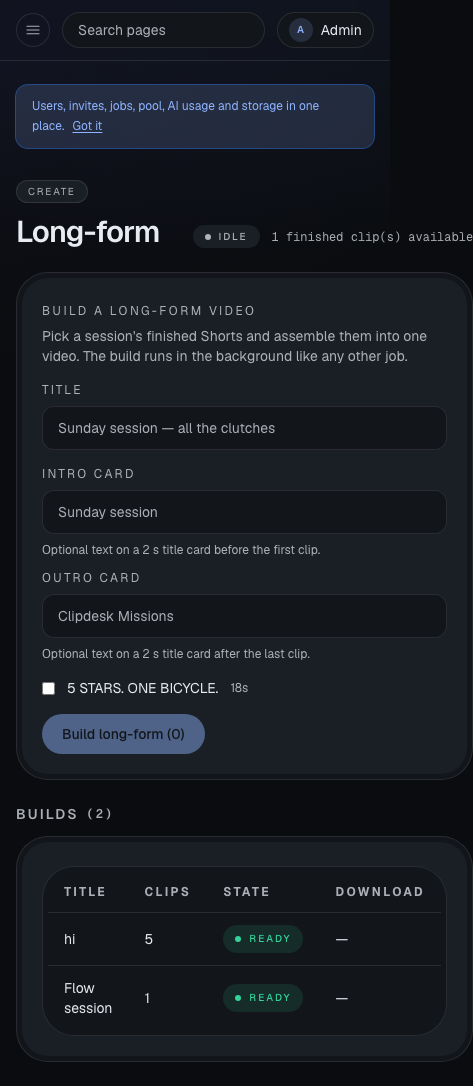 Search pages
A Admin
Users, invites, jobs, pool, AI usage and storage in one
place. Got it
CREATE
Long-form
IDLE
1 finished clip(s) available
BUILD A LONG-FORM VIDEO
Pick a session's finished Shorts and assemble them into one
video. The build runs in the background like any other job.
TITLE
Sunday session — all the clutches
INTRO CARD
Sunday session
Optional text on a 2 s title card before the first clip.
OUTRO CARD
Clipdesk Missions
Optional text on a 2 s title card after the last clip.
5 STARS. ONE BICYCLE. 18s
Build long-form (0)
BUILDS (2)
TITLE CLIPS STATE DOWNLOAD
hi 5 READY —
Flow
session 1 READY —